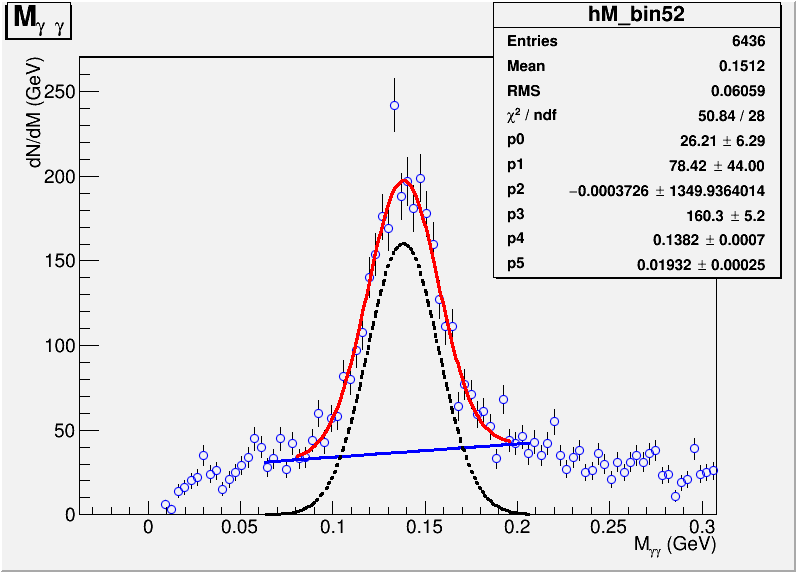 M γ γ
hM_bin52
Entries 6436
Mean 0.1512
RMS 0.06059
χ² / ndf 50.84 / 28
p0 26.21 ± 6.29
p1 78.42 ± 44.00
p2 −0.0003726 ± 1349.9364014
p3 160.3 ± 5.2
p4 0.1382 ± 0.0007
p5 0.01932 ± 0.00025
dN/dM (GeV)
250
200
150
100
50
0
0 0.05 0.1 0.15 0.2 0.25 0.3
M γγ (GeV)